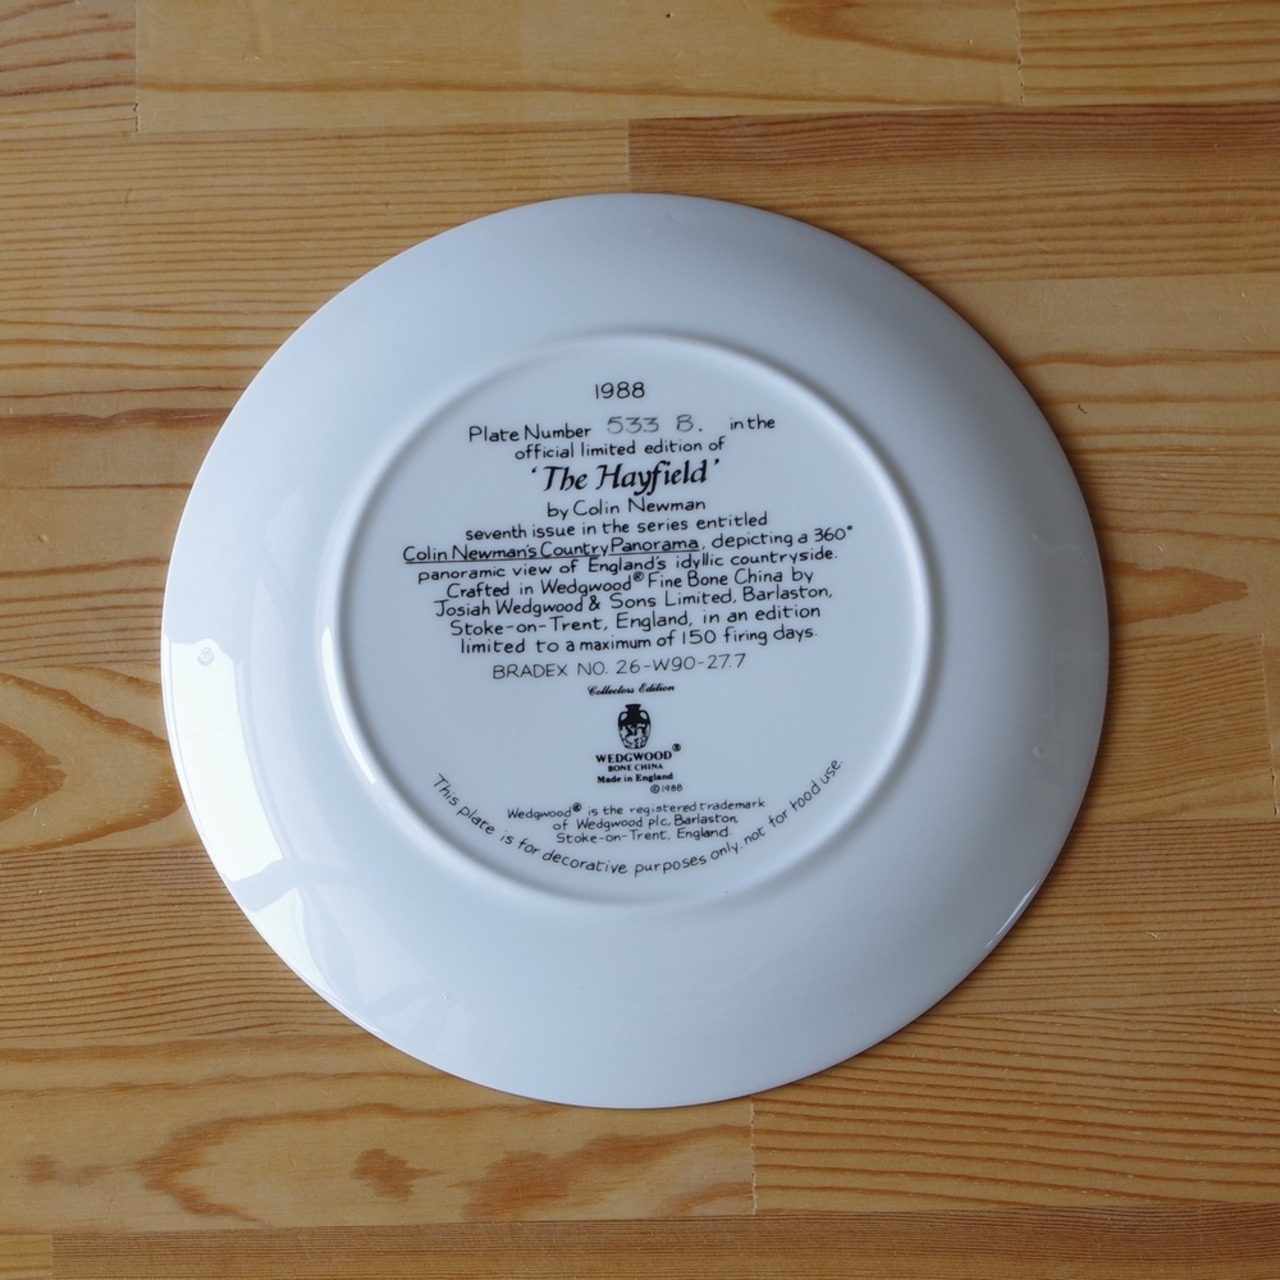 1988
Plate Number 533 B. in the
official limited edition of
'The Hayfield'
by Colin Newman
seventh issue in the series entitled
Colin Newman's Country Panorama, depicting a 360°
panoramic view of England's idyllic countryside.
Crafted in Wedgwood® Fine Bone China by
Josiah Wedgwood & Sons Limited, Barlaston,
Stoke-on-Trent, England, in an edition
limited to a maximum of 150 firing days.
BRADEX NO. 26-W90-27.7
Collectors Edition
WEDGWOOD®
BONE CHINA
Made in England
©1988
Wedgwood® is the registered trademark
of Wedgwood plc, Barlaston,
Stoke-on-Trent, England.
This plate is for decorative purposes only, not for food use.